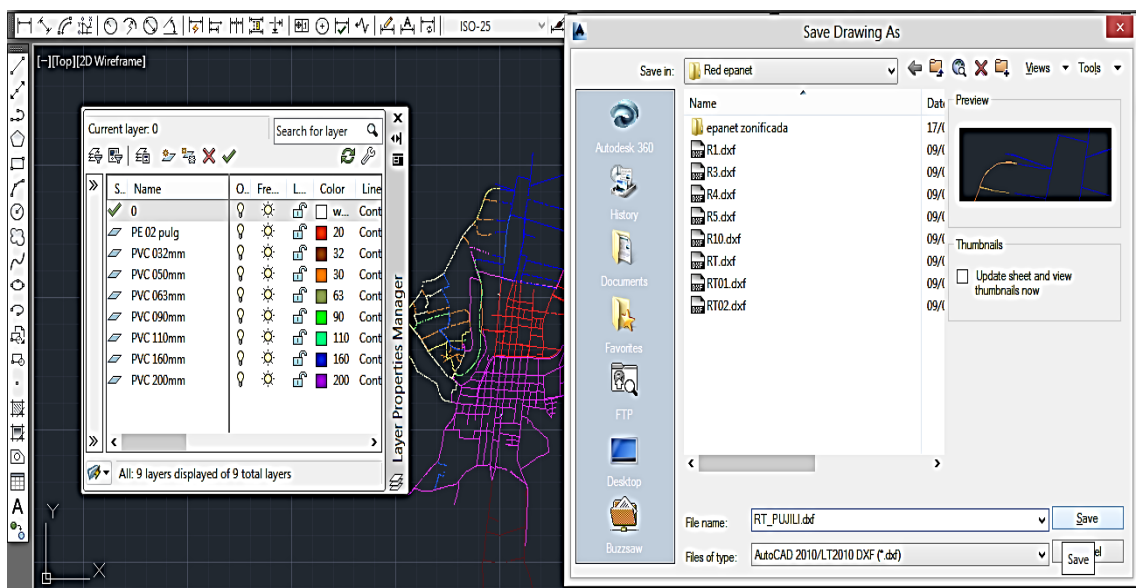 ISO-25
[−][Top][2D Wireframe]
Current layer: 0
Search for layer
S.. Name O.. Fre... L... Color Line
0 w... Cont
PE 02 pulg 20 Cont
PVC 032mm 32 Cont
PVC 050mm 30 Cont
PVC 063mm 63 Cont
PVC 090mm 90 Cont
PVC 110mm 110 Cont
PVC 160mm 160 Cont
PVC 200mm 200 Cont
All: 9 layers displayed of 9 total layers
Layer Properties Manager
Y
X
A
Save Drawing As
Save in: Red epanet Views Tools
Autodesk 360
History
Documents
Favorites
FTP
Desktop
Buzzsaw
Name Dat
epanet zonificada 17/(
R1.dxf 09/(
R3.dxf 09/(
R4.dxf 09/(
R5.dxf 09/(
R10.dxf 09/(
RT.dxf 09/(
RT01.dxf 09/(
RT02.dxf 09/(
Preview
Thumbnails
Update sheet and view
thumbnails now
File name: RT_PUJILI.dxf Save
Files of type: AutoCAD 2010/LT2010 DXF (*.dxf) el
Save